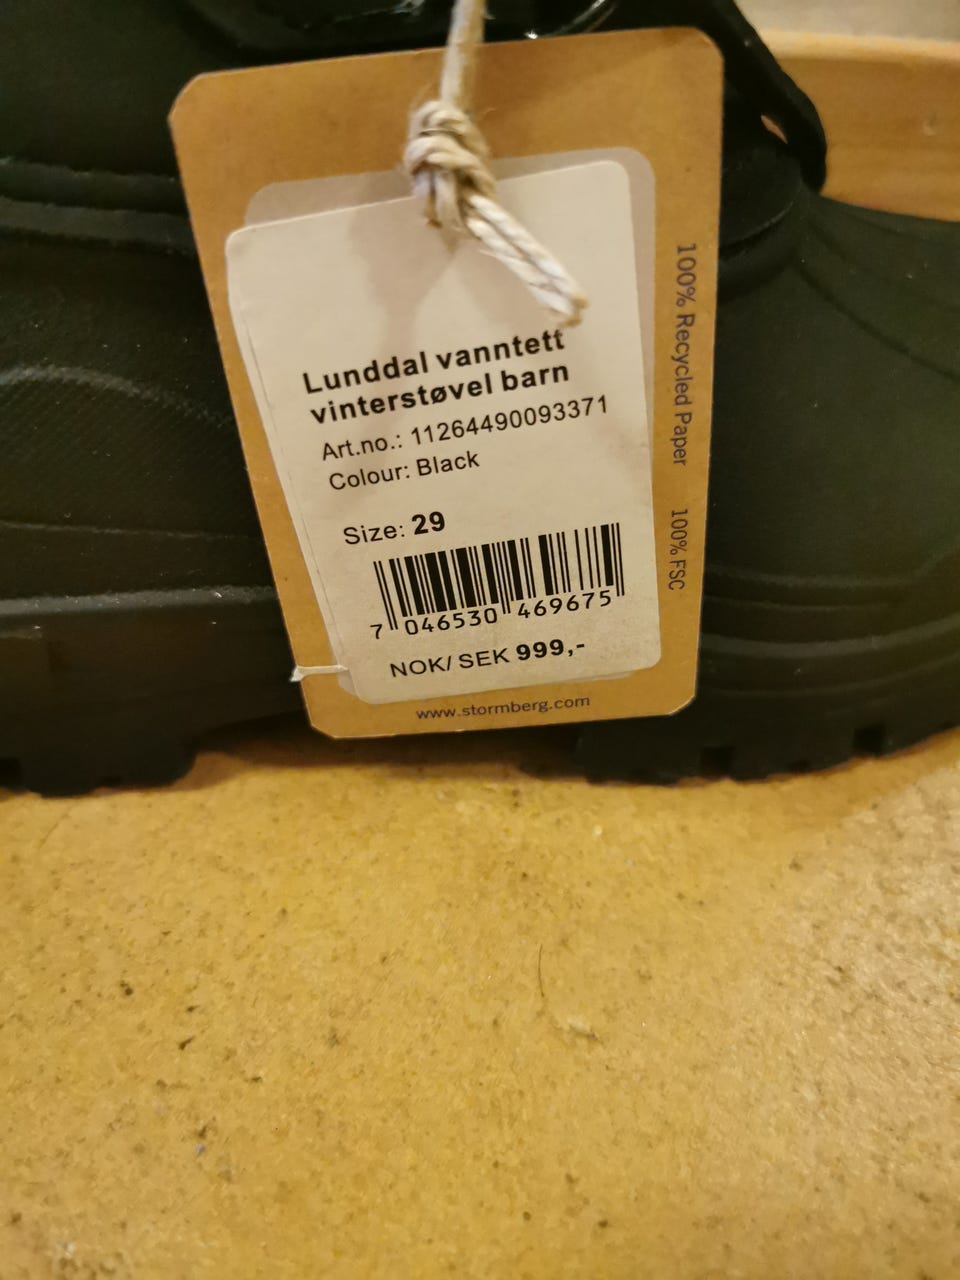 Lunddal vanntett
vinterstøvel barn
Art.no.: 11264490093371
Colour: Black
Size: 29
7 046530 469675
NOK/ SEK 999,-
www.stormberg.com
100% Recycled Paper
100% FSC